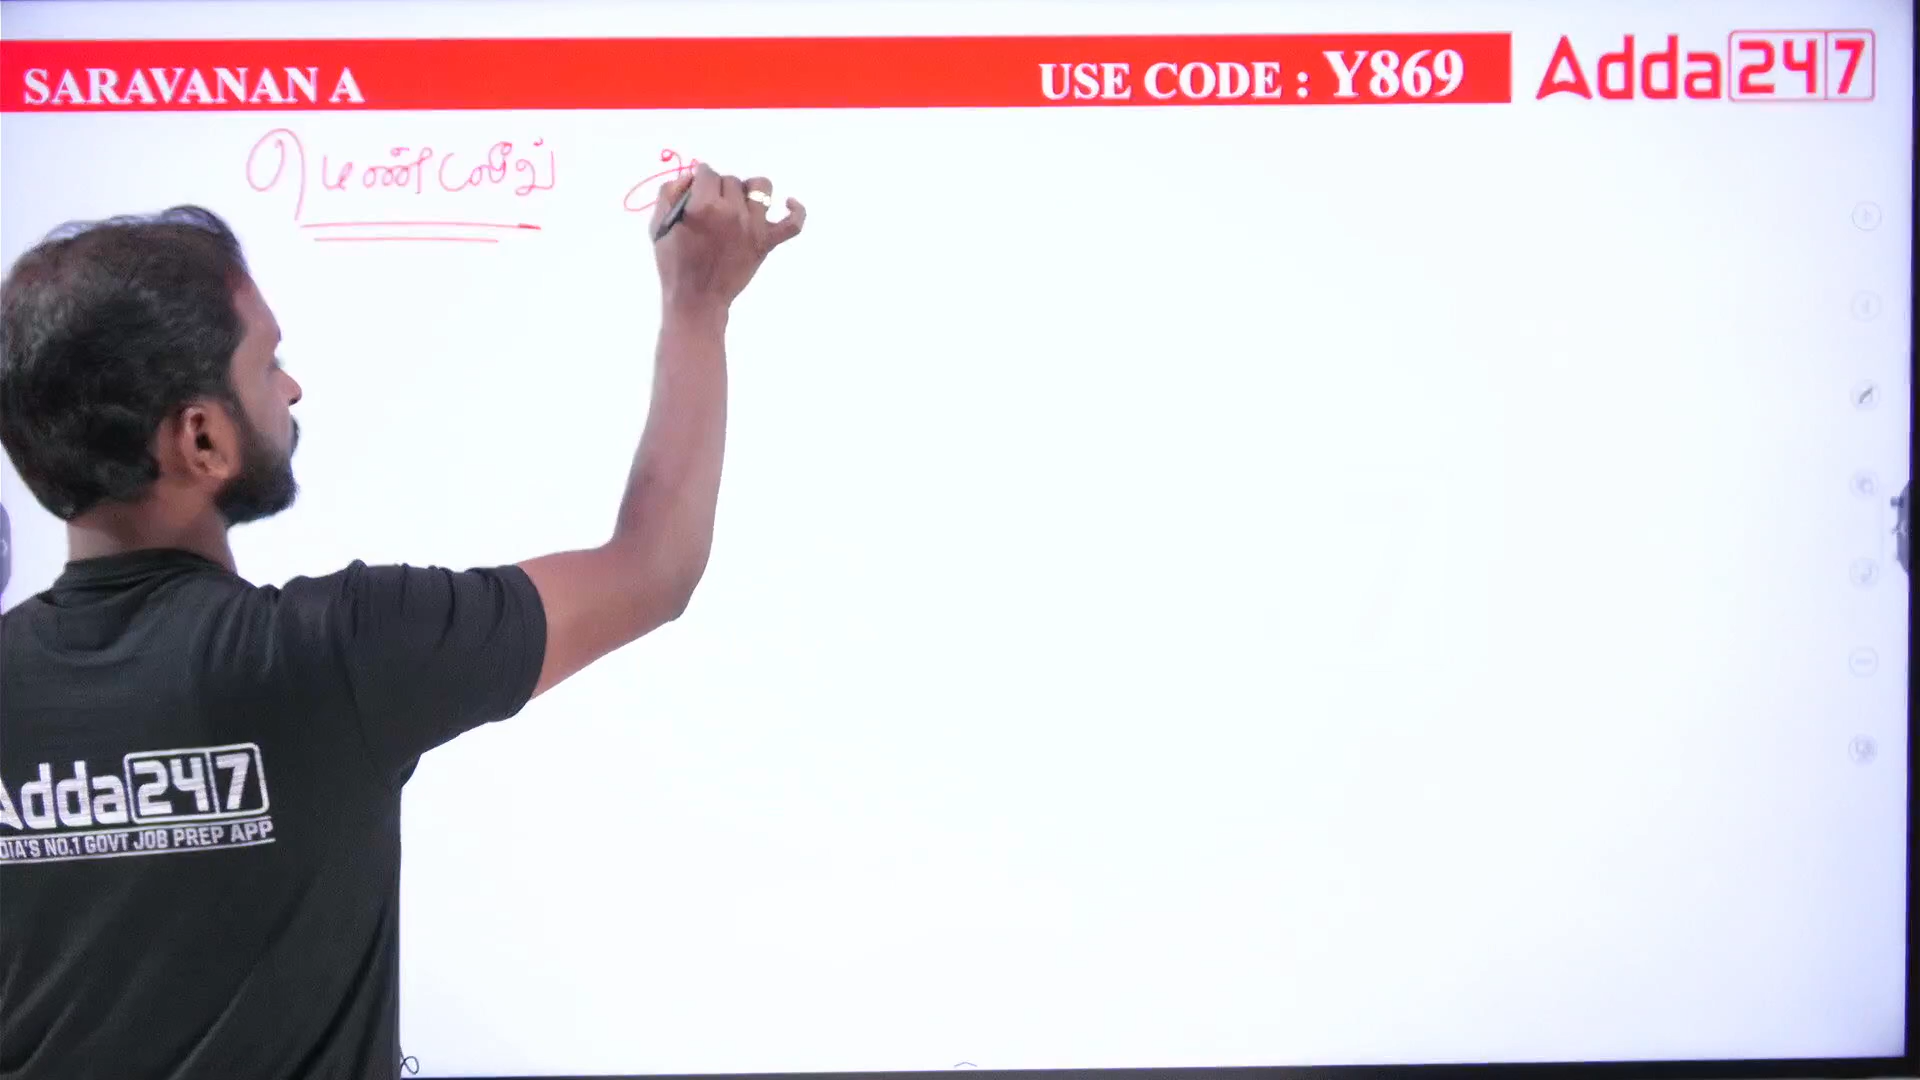 SARAVANAN A
USE CODE : Y869
Adda247
Adda247
DIA'S NO.1 GOVT JOB PREP APP